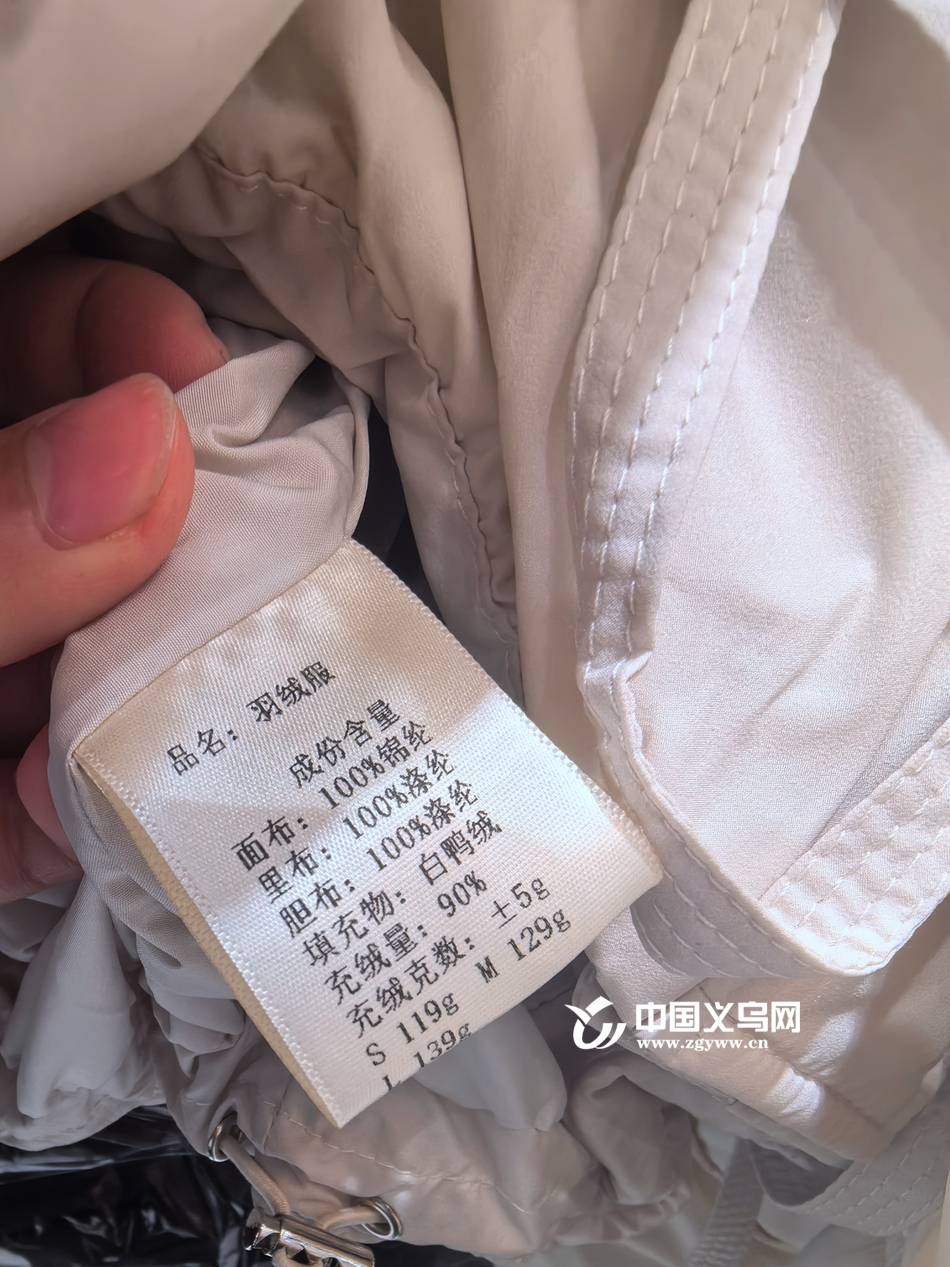 品名：羽绒服
成份含量
面布：100%锦纶
里布：100%涤纶
胆布：100%涤纶
填充物：白鸭绒
充绒量：90%
充绒克数：±5g
S 119g M 129g
L 139g
中国义乌网
www.zgyww.cn